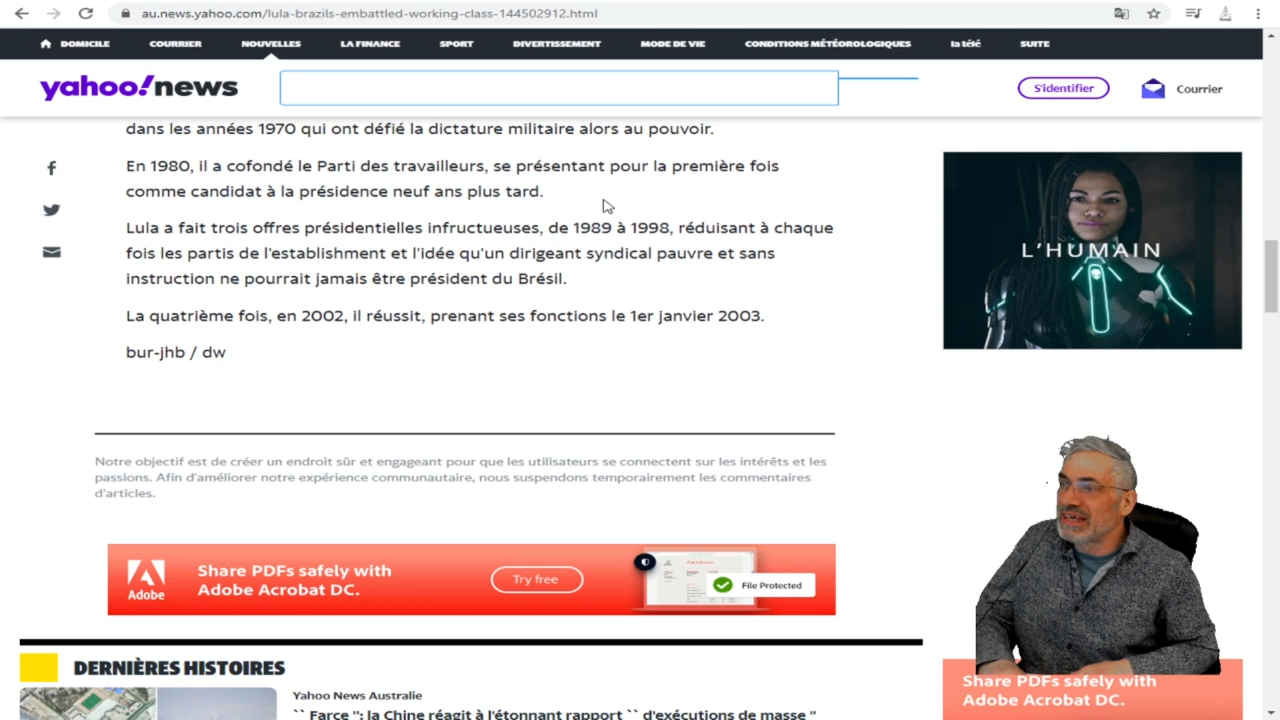 au.news.yahoo.com/lula-brazils-embattled-working-class-144502912.html
DOMICILE COURRIER NOUVELLES LA FINANCE SPORT DIVERTISSEMENT MODE DE VIE CONDITIONS MÉTÉOROLOGIQUES la télé SUITE
yahoo!news S'identifier Courrier
dans les années 1970 qui ont défié la dictature militaire alors au pouvoir.
En 1980, il a cofondé le Parti des travailleurs, se présentant pour la première fois
comme candidat à la présidence neuf ans plus tard.
Lula a fait trois offres présidentielles infructueuses, de 1989 à 1998, réduisant à chaque
fois les partis de l'establishment et l'idée qu'un dirigeant syndical pauvre et sans
instruction ne pourrait jamais être président du Brésil.
La quatrième fois, en 2002, il réussit, prenant ses fonctions le 1er janvier 2003.
bur-jhb / dw
L'HUMAIN
Notre objectif est de créer un endroit sûr et engageant pour que les utilisateurs se connectent sur les intérêts et les
passions. Afin d'améliorer notre expérience communautaire, nous suspendons temporairement les commentaires
d'articles.
Adobe
Share PDFs safely with
Adobe Acrobat DC.
Try free
File Protected
DERNIÈRES HISTOIRES
Yahoo News Australie
`` Farce '': la Chine réagit à l'étonnant rapport `` d'exécutions de masse ''
Share PDFs safely with
Adobe Acrobat DC.